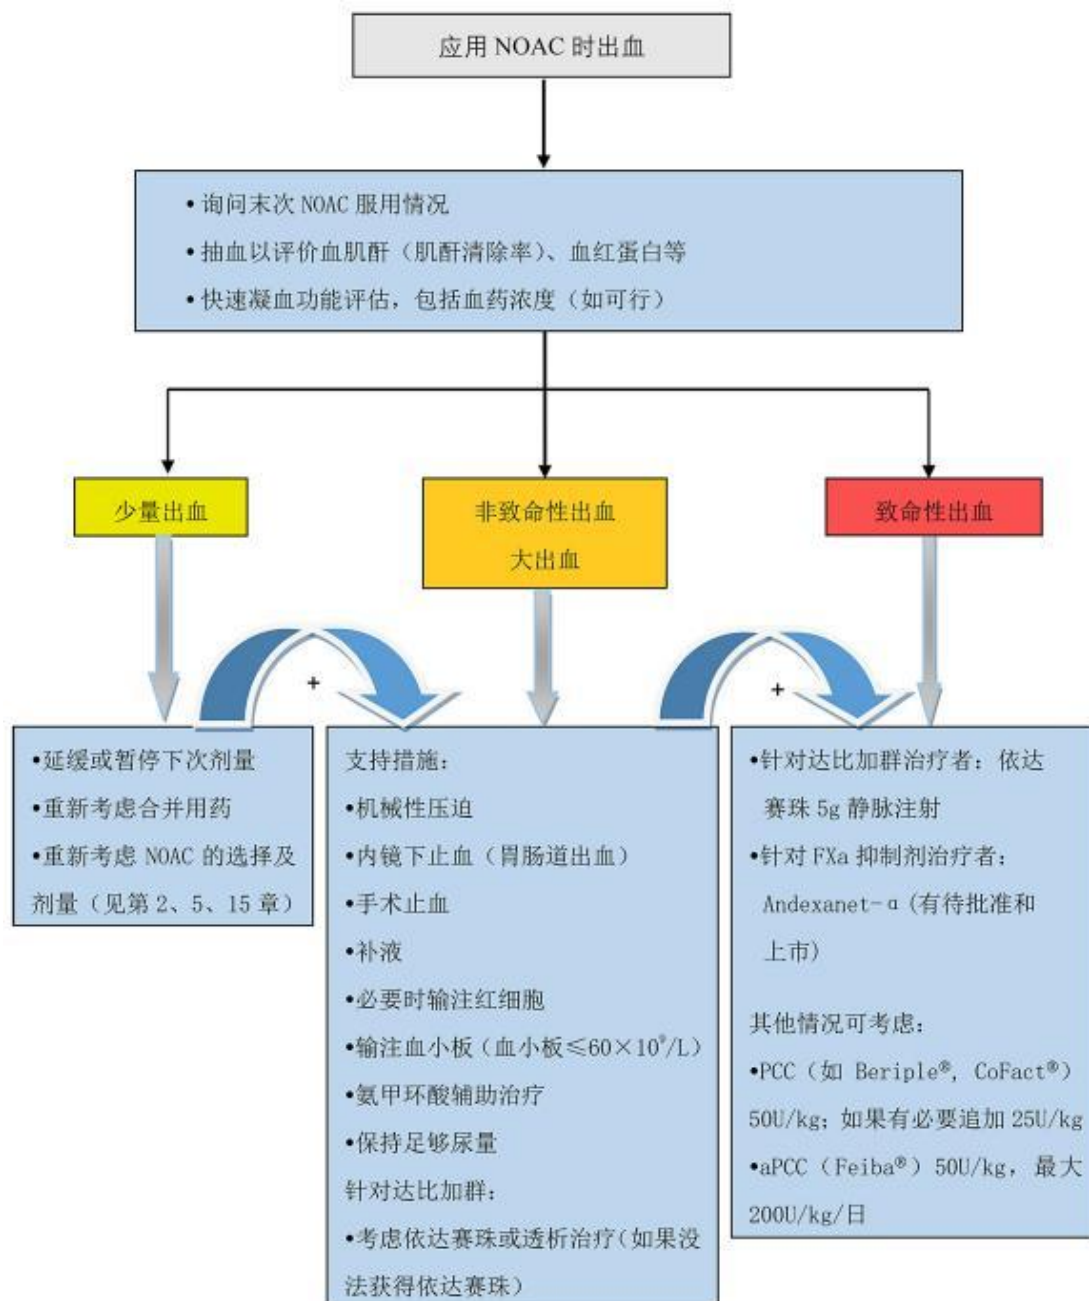 应用 NOAC 时出血
•询问末次 NOAC 服用情况
•抽血以评价血肌酐（肌酐清除率）、血红蛋白等
•快速凝血功能评估，包括血药浓度（如可行）
少量出血
非致命性出血
大出血
致命性出血
+
+
•延缓或暂停下次剂量
•重新考虑合并用药
•重新考虑 NOAC 的选择及
剂量（见第 2、5、15 章）
支持措施：
•机械性压迫
•内镜下止血（胃肠道出血）
•手术止血
•补液
•必要时输注红细胞
•输注血小板（血小板≤60×10⁹/L）
•氨甲环酸辅助治疗
•保持足够尿量
针对达比加群：
•考虑依达赛珠或透析治疗（如果没
法获得依达赛珠）
•针对达比加群治疗者：依达
赛珠 5g 静脉注射
•针对 FXa 抑制剂治疗者：
Andexanet-α（有待批准和
上市）
其他情况可考虑：
•PCC（如 Beriple®, CoFact®）
50U/kg；如果有必要追加 25U/kg
•aPCC（Feiba®）50U/kg，最大
200U/kg/日